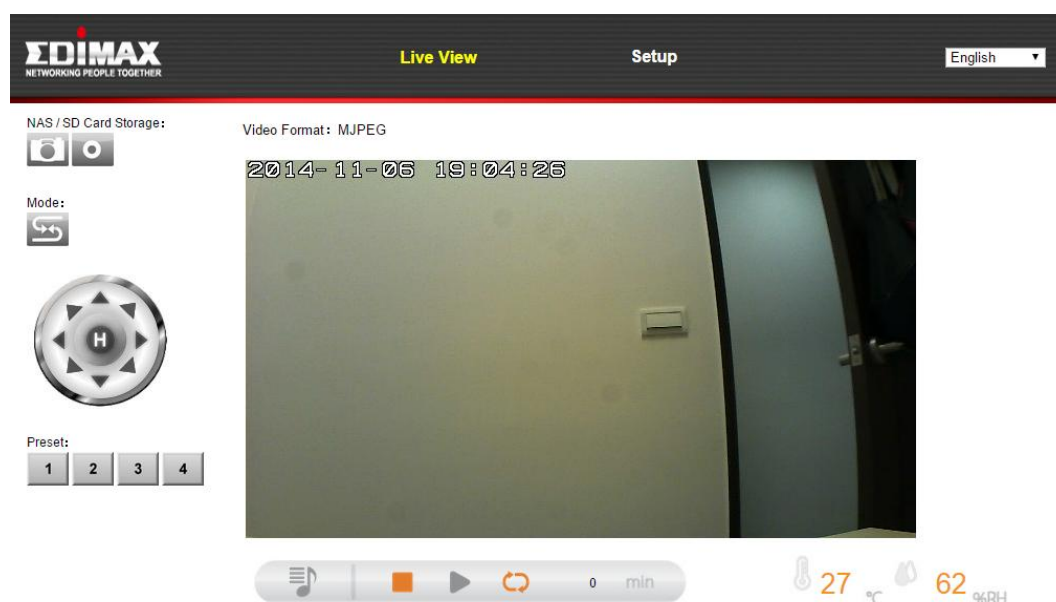 EDIMAX
NETWORKING PEOPLE TOGETHER
Live View
Setup
English
NAS / SD Card Storage:
Video Format: MJPEG
2014-11-06 19:04:26
Mode:
H
Preset:
1 2 3 4
0 min
27 °C
62 %RH